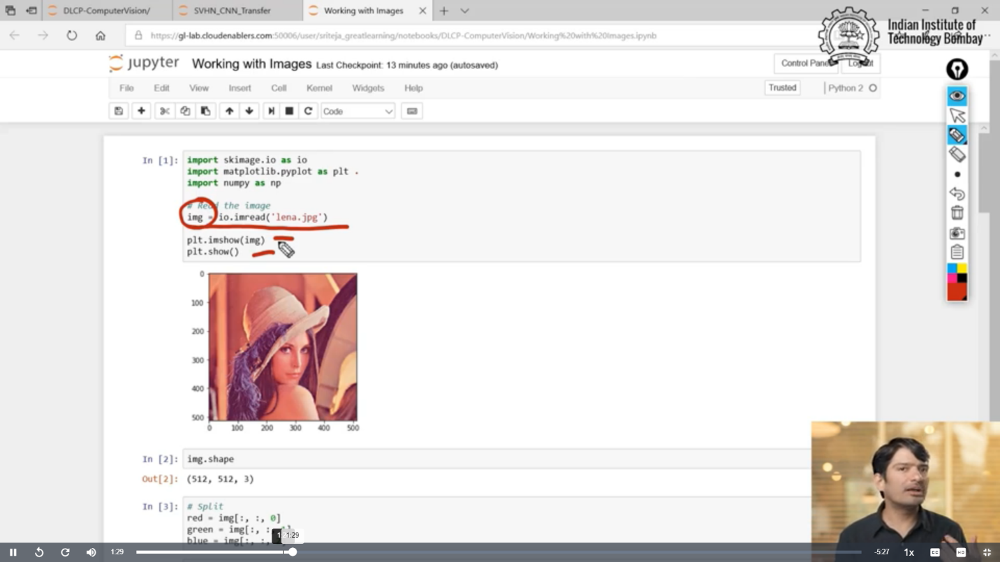 DLCP-ComputerVision/ SVHN_CNN_Transfer Working with Images
https://gl-lab.cloudenablers.com:50006/user/sriteja_greatlearning/notebooks/DLCP-ComputerVision/Working%20with%20Images.ipynb
Indian Institute of
Technology Bombay
jupyter Working with Images Last Checkpoint: 13 minutes ago (autosaved)
Control Panel Logout
File Edit View Insert Cell Kernel Widgets Help
Trusted Python 2
Code
In [1]: import skimage.io as io
import matplotlib.pyplot as plt
import numpy as np
# Read the image
img = io.imread('lena.jpg')
plt.imshow(img)
plt.show()
0
100
200
300
400
500
0 100 200 300 400 500
In [2]: img.shape
Out[2]: (512, 512, 3)
In [3]: # Split
red = img[:, :, 0]
green = img[:, :
blue = img[:, :,
1:29
1:29 -5:27 1x CC HD